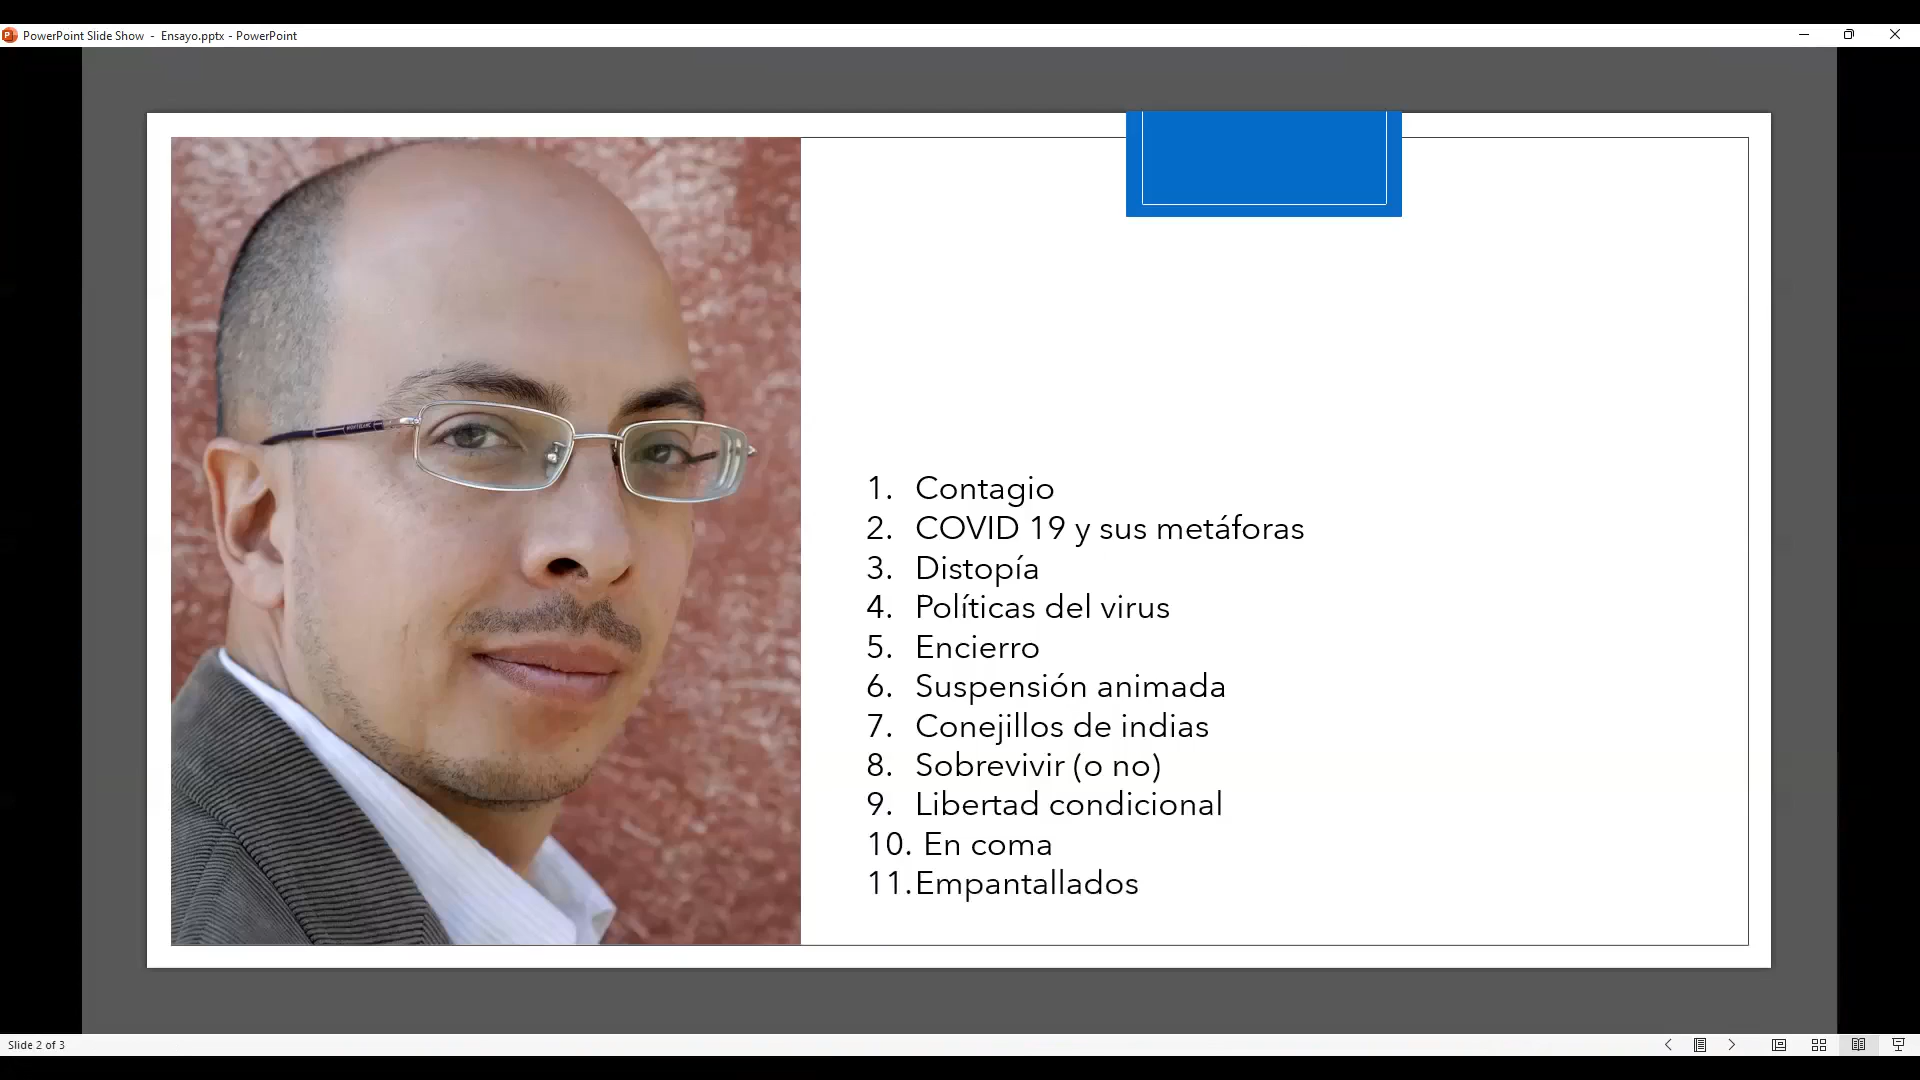 PowerPoint Slide Show - Ensayo.pptx - PowerPoint
1. Contagio
2. COVID 19 y sus metáforas
3. Distopía
4. Políticas del virus
5. Encierro
6. Suspensión animada
7. Conejillos de indias
8. Sobrevivir (o no)
9. Libertad condicional
10. En coma
11. Empantallados
Slide 2 of 3